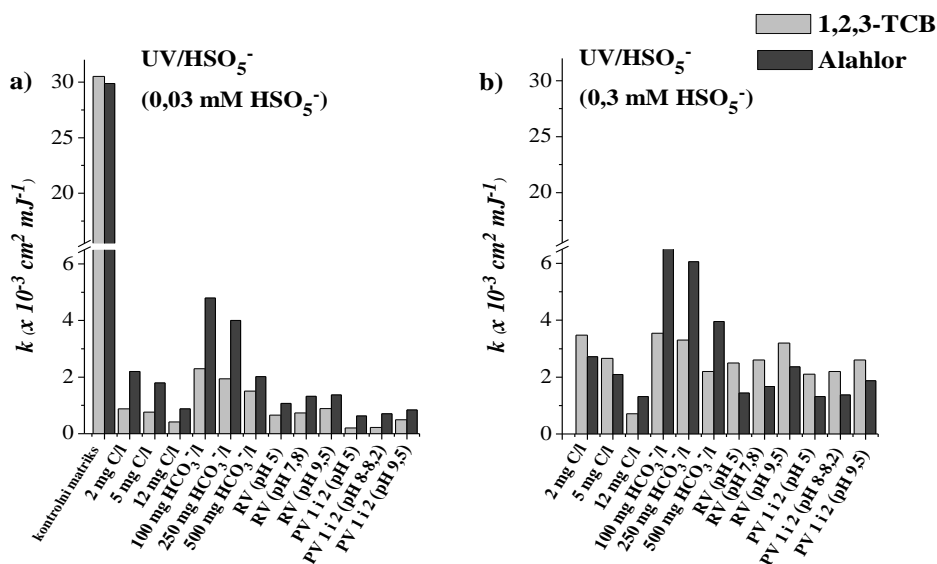 1,2,3-TCB
Alahlor
a)
UV/HSO₅⁻
(0,03 mM HSO₅⁻)
k (x 10⁻³ cm² mJ⁻¹)
30
25
20
6
4
2
0
kontrolni matriks
2 mg C/l
5 mg C/l
12 mg C/l
100 mg HCO₃⁻/l
250 mg HCO₃⁻/l
500 mg HCO₃⁻/l
RV (pH 5)
RV (pH 7,8)
RV (pH 9,5)
PV 1 i 2 (pH 5)
PV 1 i 2 (pH 8-8,2)
PV 1 i 2 (pH 9,5)
b)
UV/HSO₅⁻
(0,3 mM HSO₅⁻)
k (x 10⁻³ cm² mJ⁻¹)
30
25
20
6
4
2
0
2 mg C/l
5 mg C/l
12 mg C/l
100 mg HCO₃⁻/l
250 mg HCO₃⁻/l
500 mg HCO₃⁻/l
RV (pH 5)
RV (pH 7,8)
RV (pH 9,5)
PV 1 i 2 (pH 5)
PV 1 i 2 (pH 8-8,2)
PV 1 i 2 (pH 9,5)